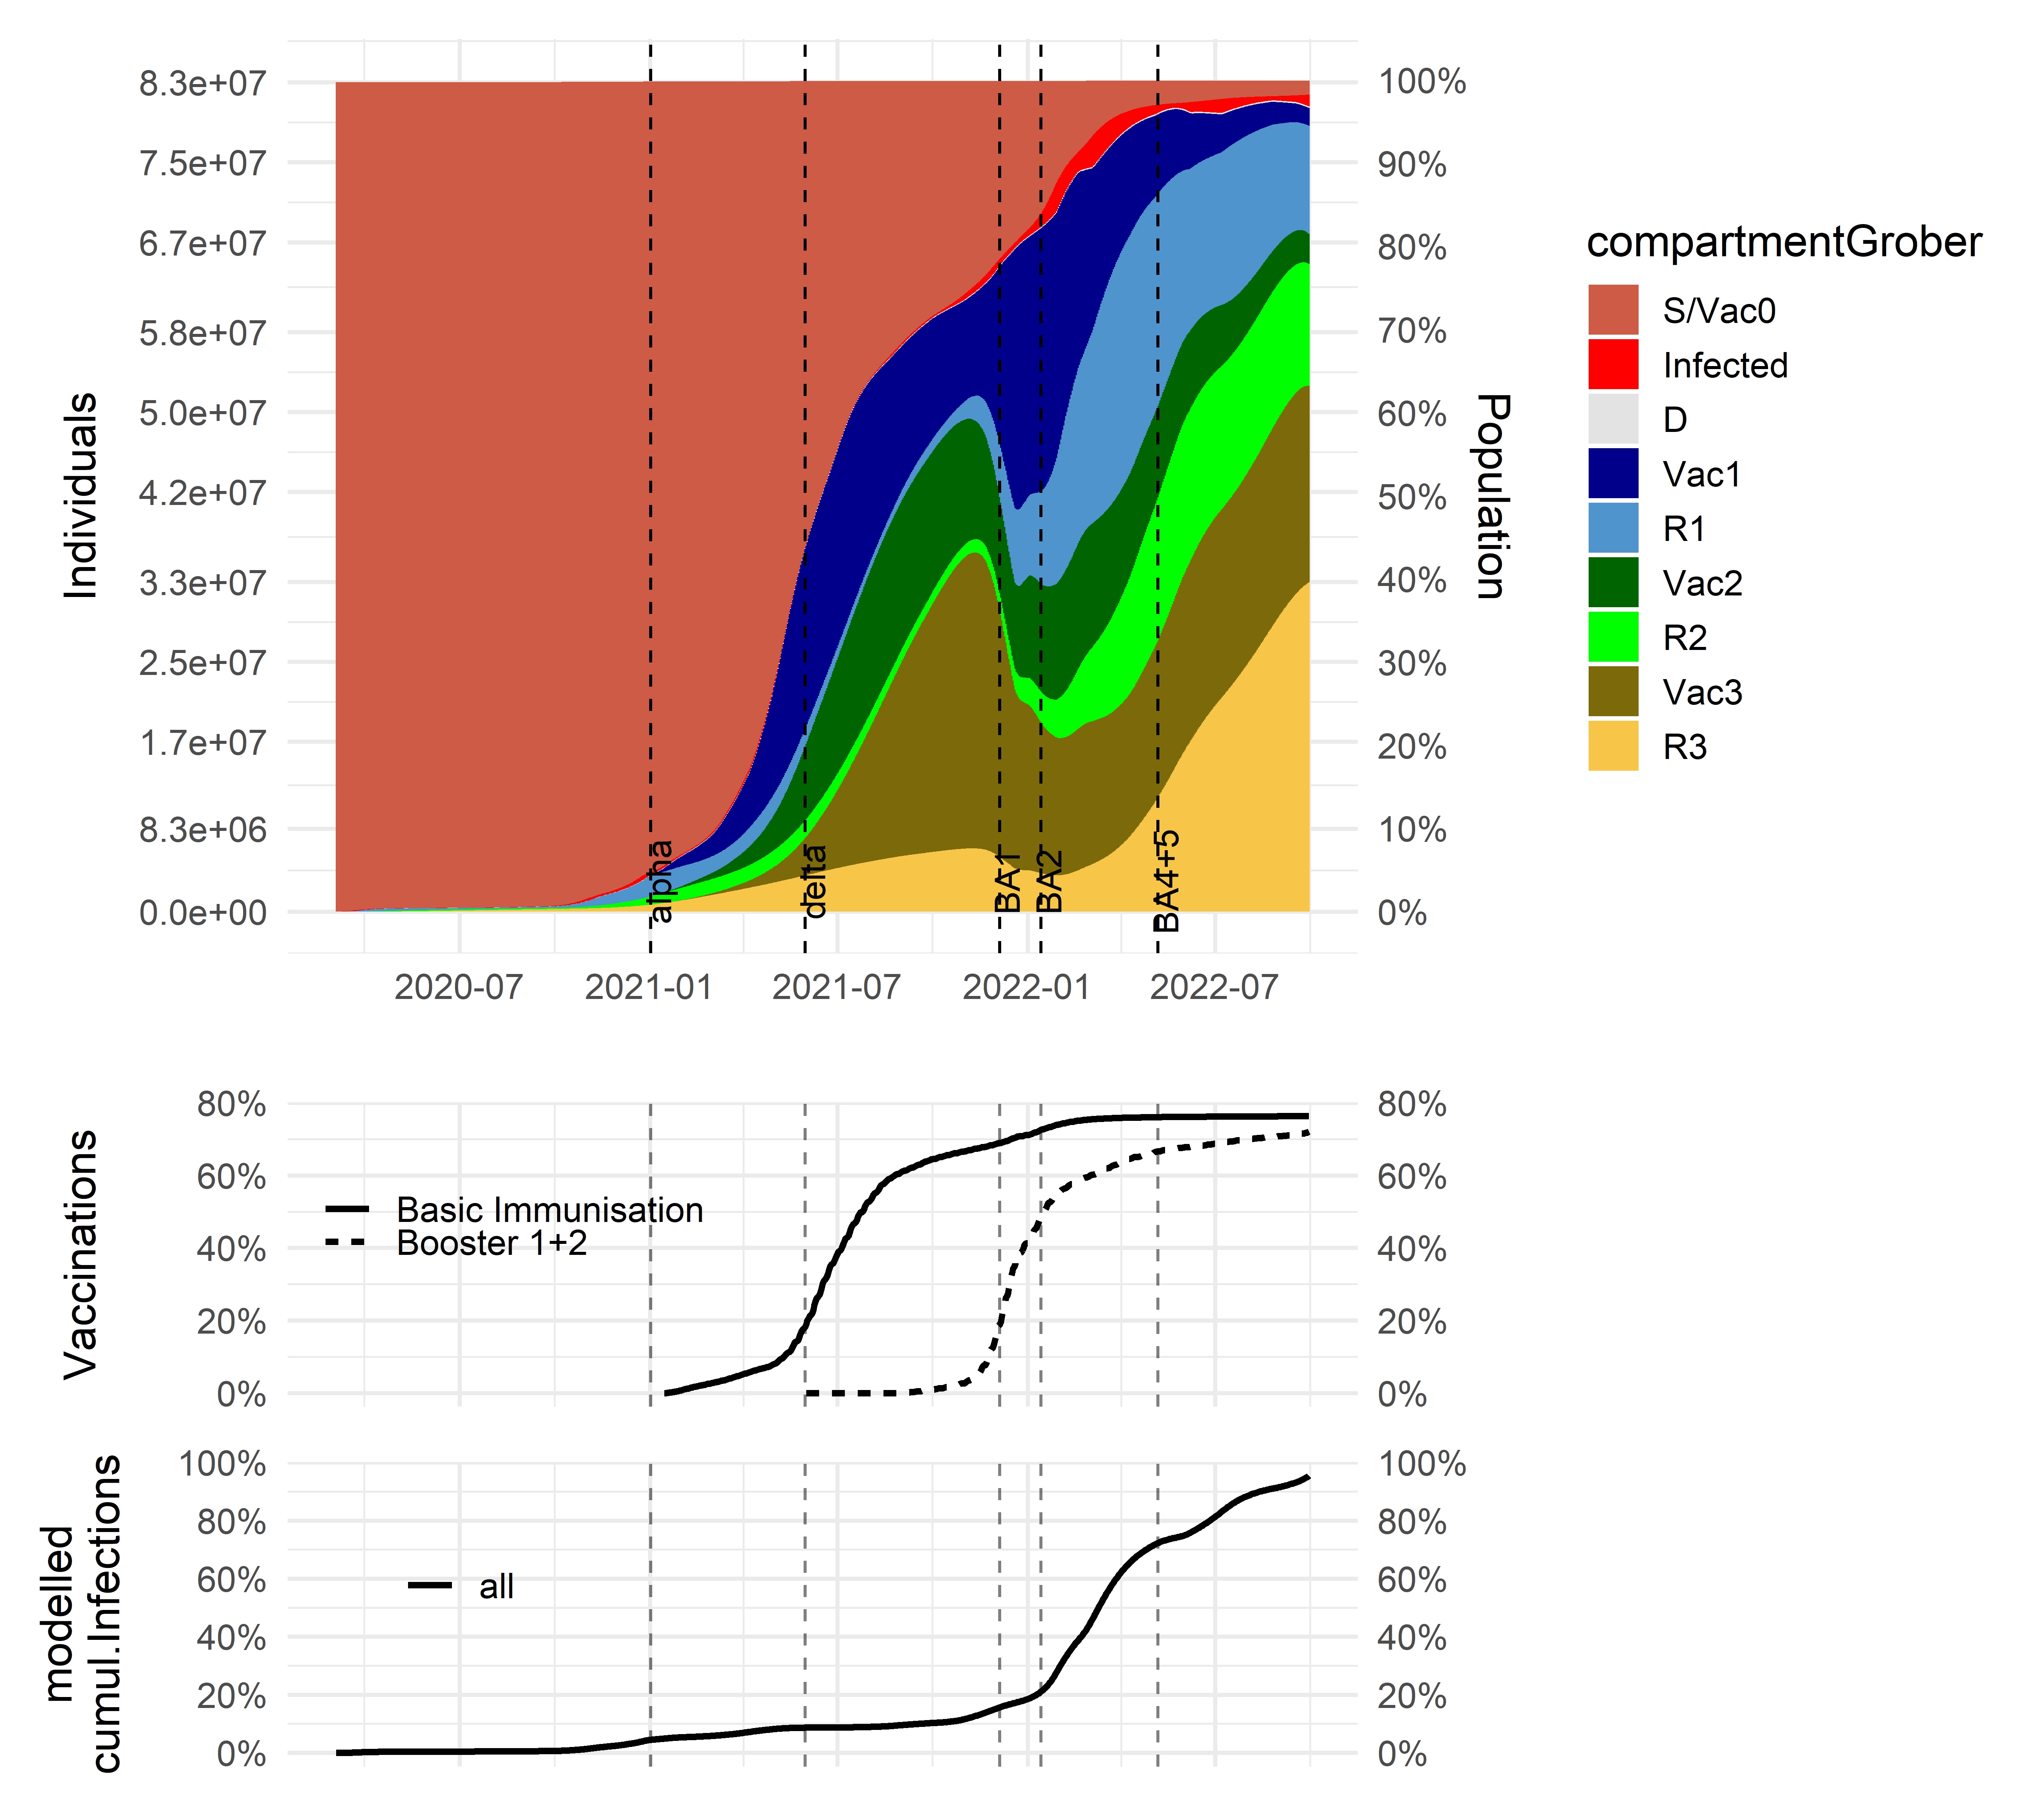 8.3e+07
7.5e+07
6.7e+07
5.8e+07
5.0e+07
4.2e+07
3.3e+07
2.5e+07
1.7e+07
8.3e+06
0.0e+00
Individuals
100%
90%
80%
70%
60%
50%
40%
30%
20%
10%
0%
Population
alpha
delta
BA1
BA2
BA4+5
2020-07
2021-01
2021-07
2022-01
2022-07
compartmentGrober
S/Vac0
Infected
D
Vac1
R1
Vac2
R2
Vac3
R3
Vaccinations
80%
60%
40%
20%
0%
Basic Immunisation
Booster 1+2
80%
60%
40%
20%
0%
modelled
cumul.Infections
100%
80%
60%
40%
20%
0%
all
100%
80%
60%
40%
20%
0%